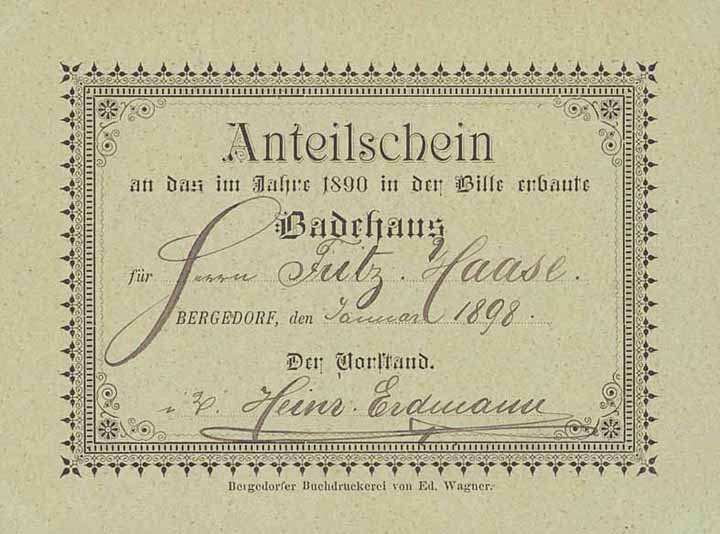 Anteilschein
an das im Jahre 1890 in der Bille erbaute
Badehaus
für Herrn Fritz Haase.
BERGEDORF, den Januar 1898.
Der Vorstand.
Heinr. Erdmann
Bergedorfer Buchdruckerei von Ed. Wagner.